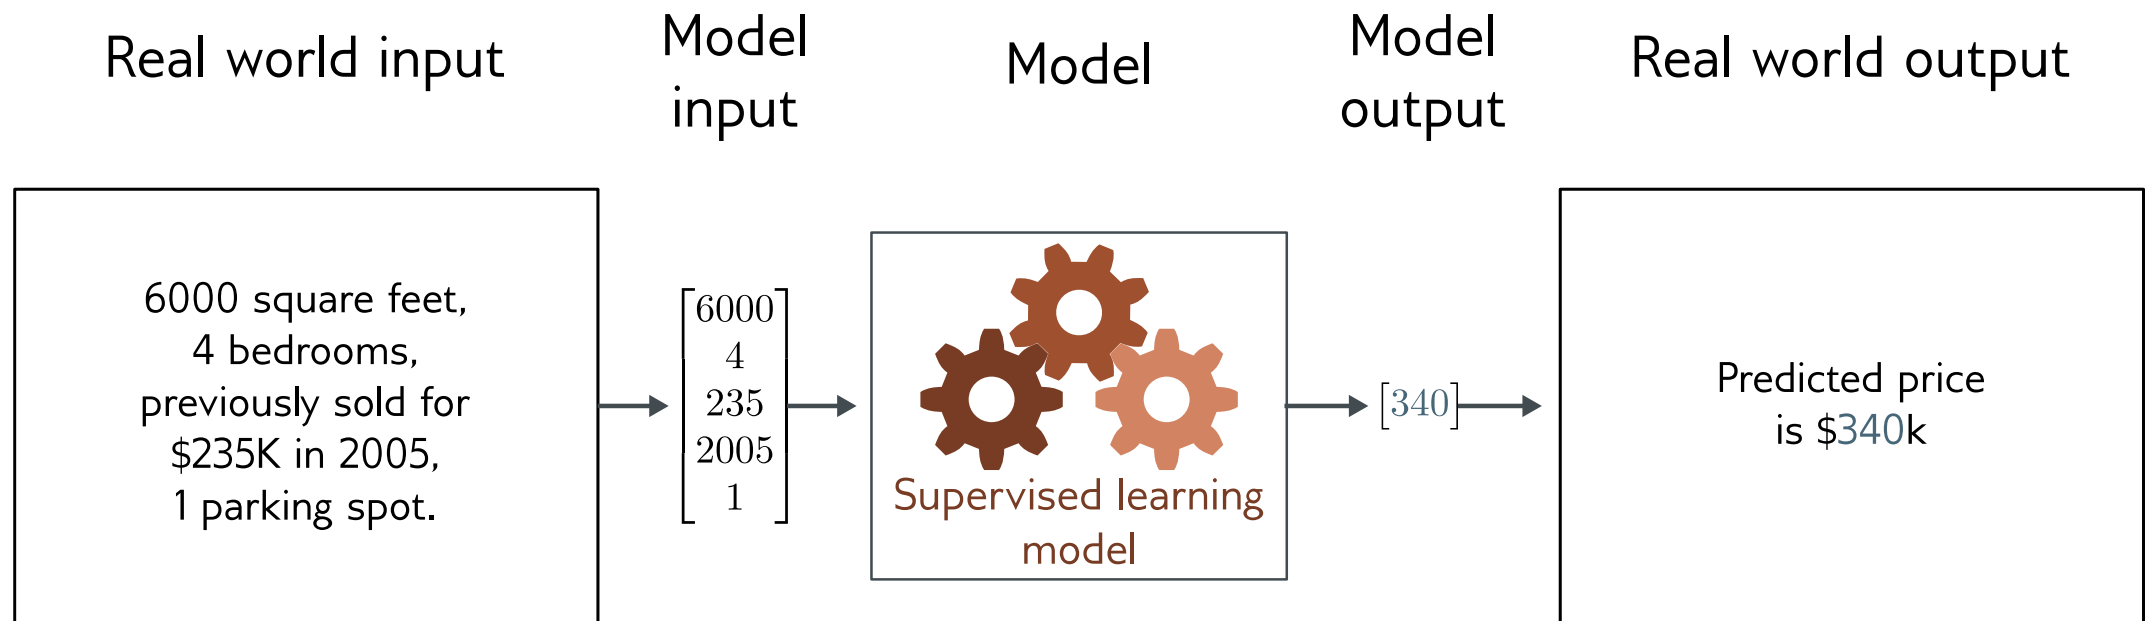 Real world input
Model
input
Model
Model
output
Real world output
6000 square feet,
4 bedrooms,
previously sold for
$235K in 2005,
1 parking spot.
6000
4
235
2005
1
Supervised learning
model
[340]
Predicted price
is $340k